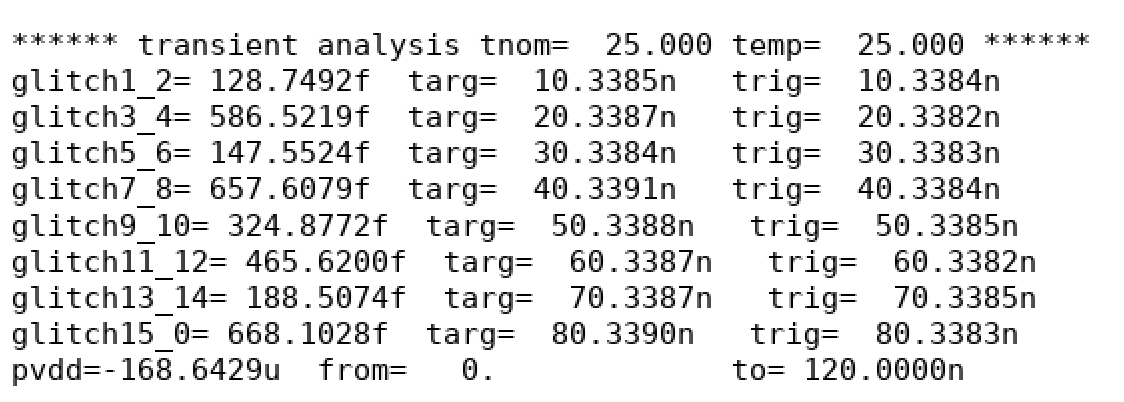 ****** transient analysis tnom=  25.000 temp=  25.000 ******
glitch1_2= 128.7492f  targ=  10.3385n   trig=  10.3384n
glitch3_4= 586.5219f  targ=  20.3387n   trig=  20.3382n
glitch5_6= 147.5524f  targ=  30.3384n   trig=  30.3383n
glitch7_8= 657.6079f  targ=  40.3391n   trig=  40.3384n
glitch9_10= 324.8772f  targ=  50.3388n   trig=  50.3385n
glitch11_12= 465.6200f  targ=  60.3387n   trig=  60.3382n
glitch13_14= 188.5074f  targ=  70.3387n   trig=  70.3385n
glitch15_0= 668.1028f  targ=  80.3390n   trig=  80.3383n
pvdd=-168.6429u  from=   0.             to= 120.0000n